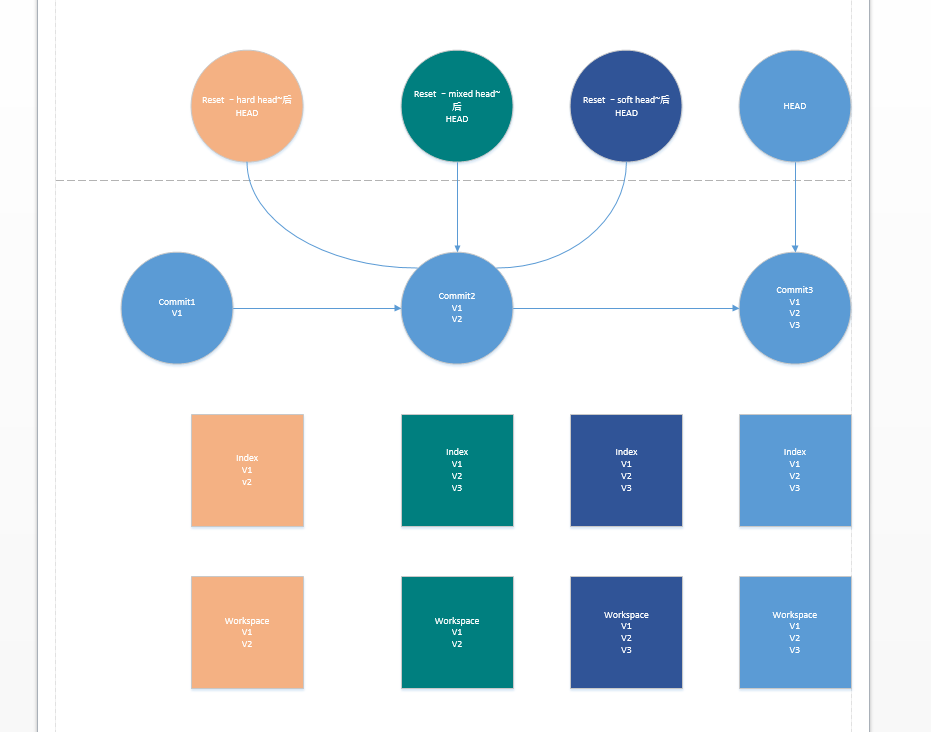 Reset －hard head~后
HEAD
Reset －mixed head~
后
HEAD
Reset －soft head~后
HEAD
HEAD
Commit1
V1
Commit2
V1
V2
Commit3
V1
V2
V3
Index
V1
v2
Index
V1
V2
V3
Index
V1
V2
V3
Index
V1
V2
V3
Workspace
V1
V2
Workspace
V1
V2
Workspace
V1
V2
V3
Workspace
V1
V2
V3